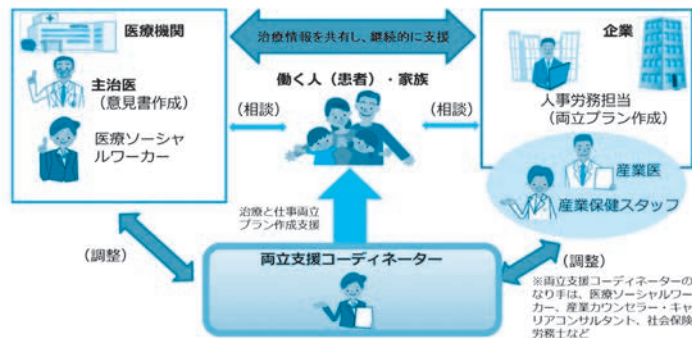 医療機関
主治医
（意見書作成）
医療ソーシャ
ルワーカー
治療情報を共有し、継続的に支援
働く人（患者）・家族
（相談）
（相談）
企業
人事労務担当
（両立プラン作成）
産業医
産業保健スタッフ
治療と仕事両立
プラン作成支援
（調整）
両立支援コーディネーター
（調整）
※両立支援コーディネーターの
なり手は、医療ソーシャルワー
カー、産業カウンセラー・キャ
リアコンサルタント、社会保険
労務士など